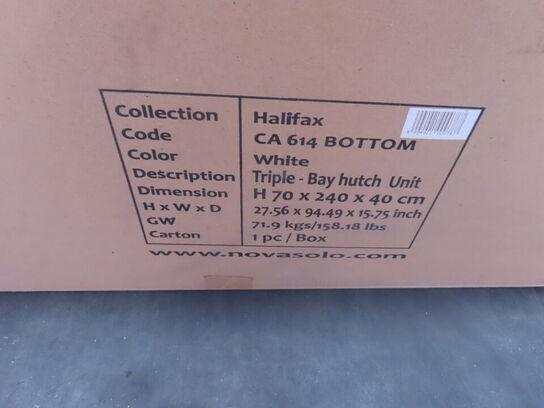 Collection Halifax
Code CA 614 BOTTOM
Color White
Description Triple - Bay hutch Unit
Dimension H 70 x 240 x 40 cm
H x W x D 27.56 x 94.49 x 15.75 inch
GW 71.9 kgs/158.18 lbs
Carton 1 pc / Box
www.novasolo.com